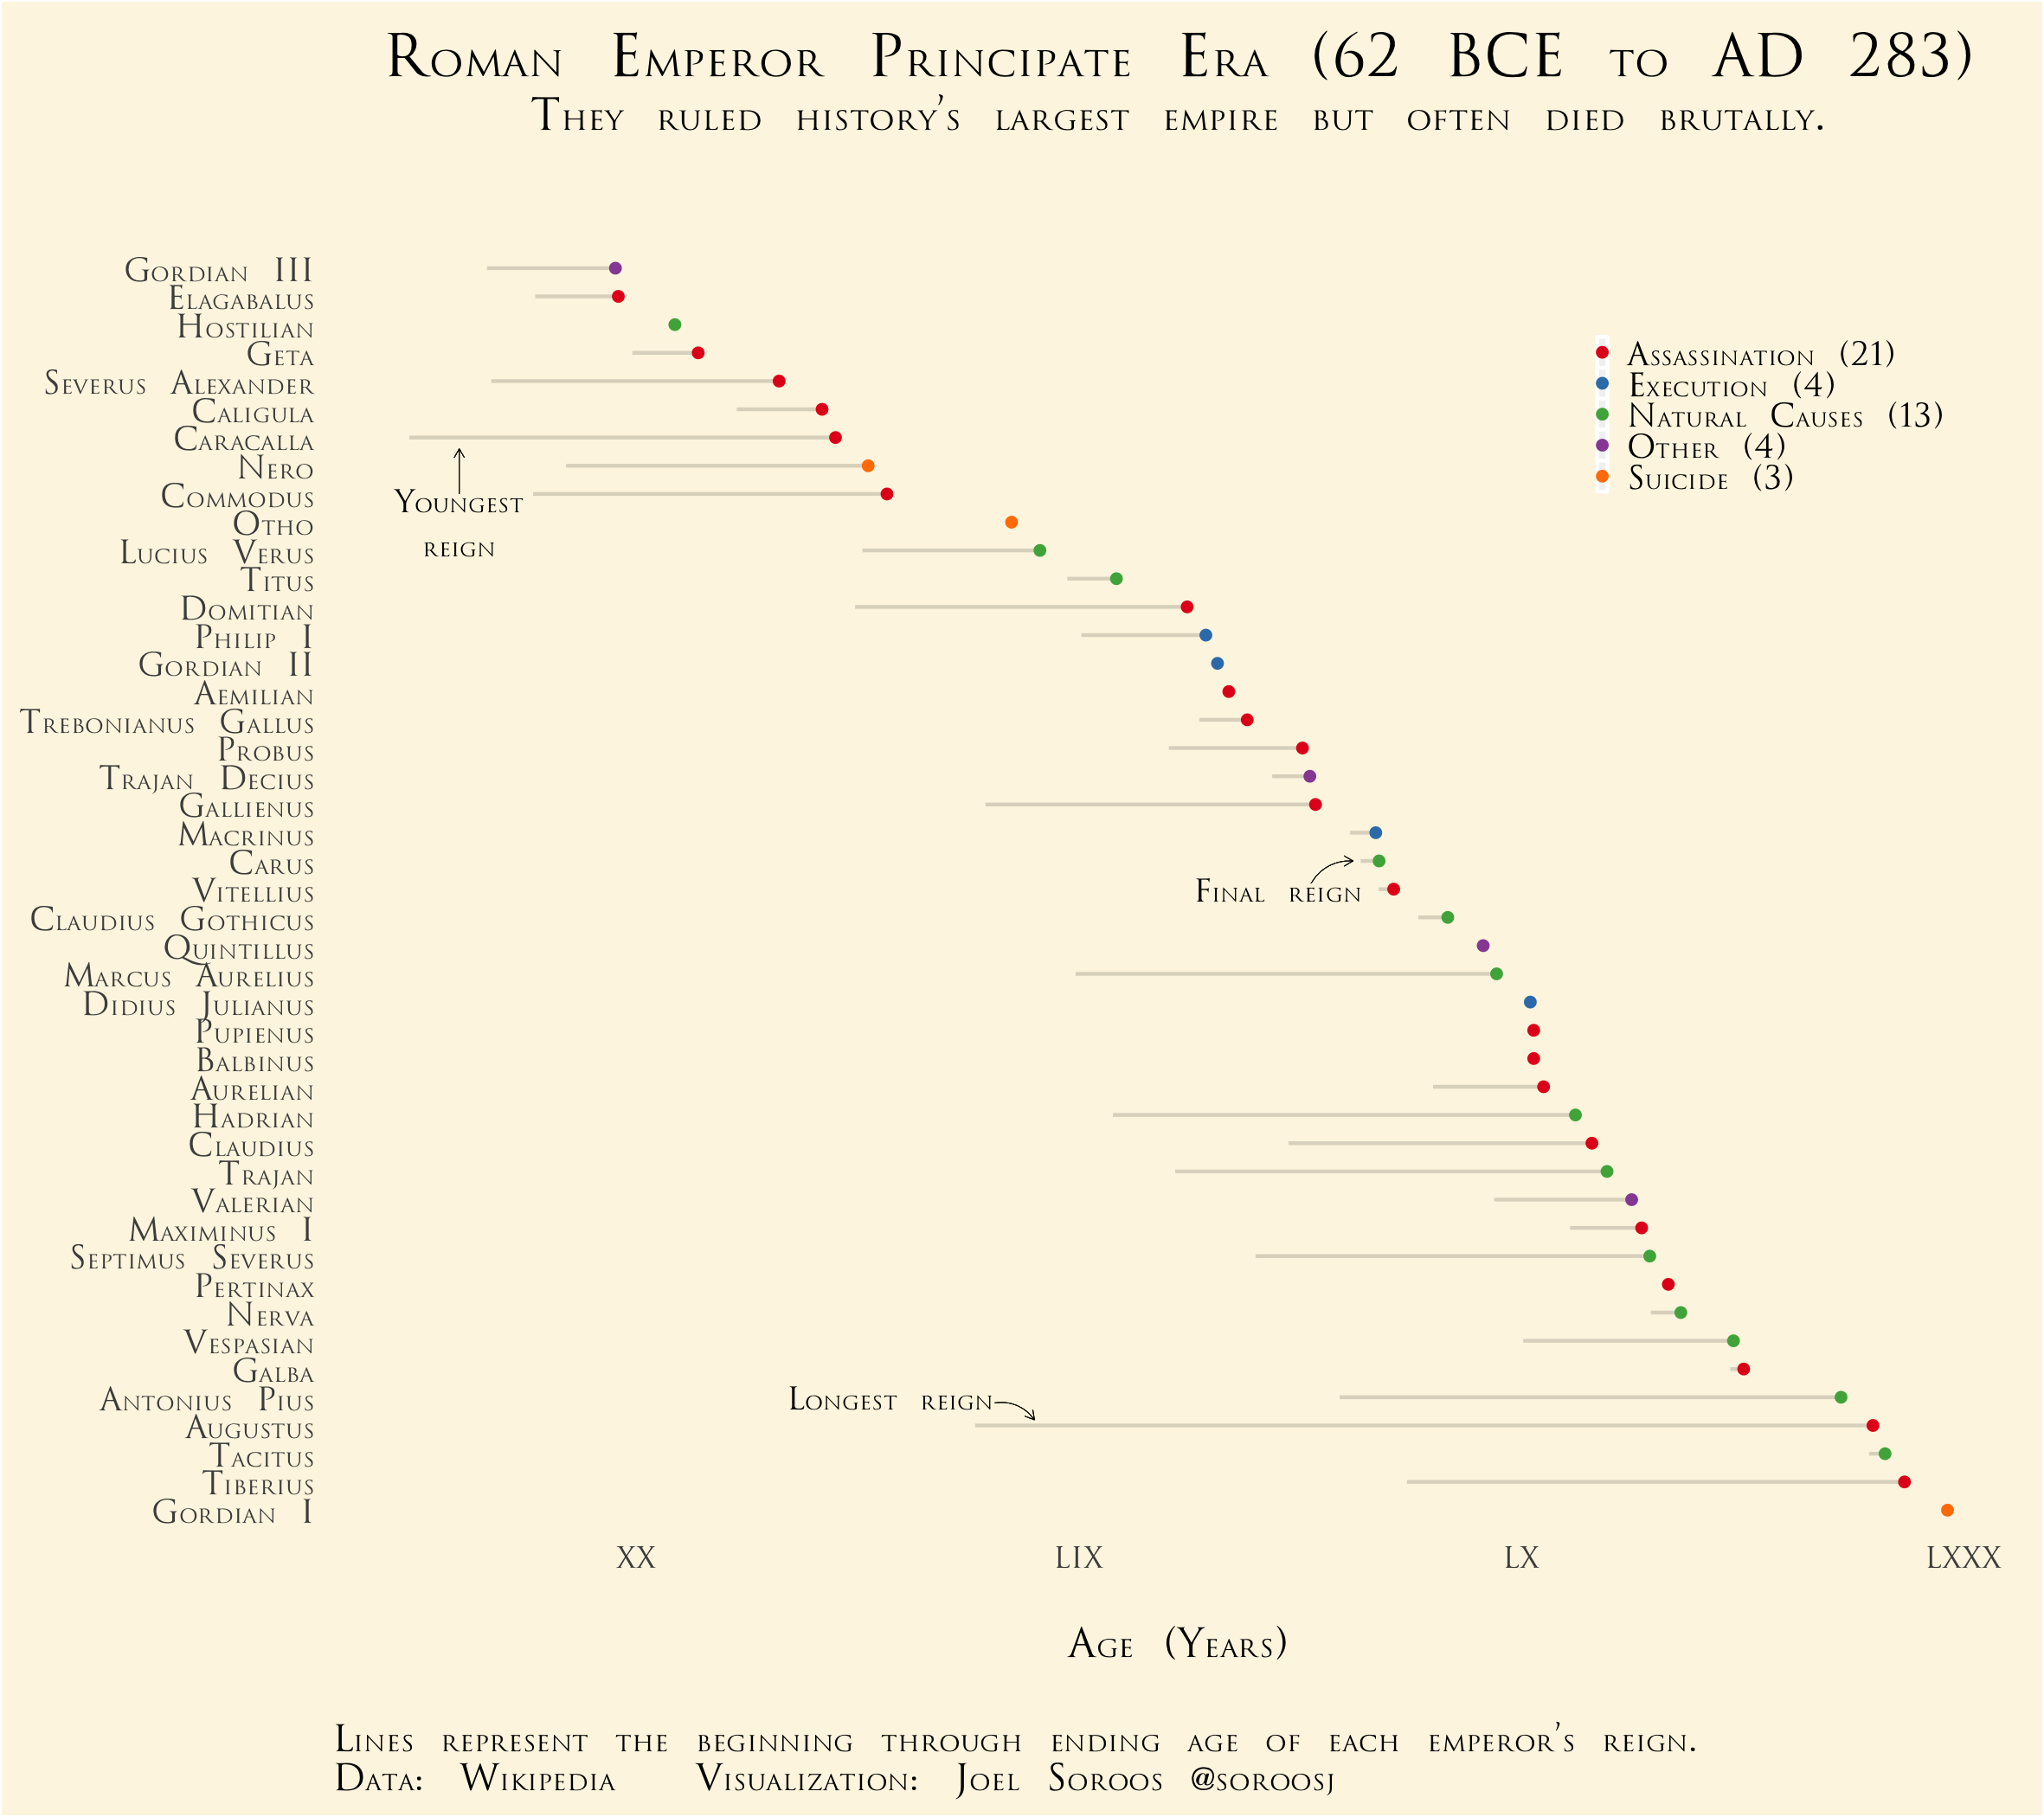 Roman Emperor Principate Era (62 BCE to AD 283)
They ruled history's largest empire but often died brutally.
Gordian III
Elagabalus
Hostilian
Geta
Severus Alexander
Caligula
Caracalla
Nero
Commodus
Otho
Lucius Verus
Titus
Domitian
Philip I
Gordian II
Aemilian
Trebonianus Gallus
Probus
Trajan Decius
Gallienus
Macrinus
Carus
Vitellius
Claudius Gothicus
Quintillus
Marcus Aurelius
Didius Julianus
Pupienus
Balbinus
Aurelian
Hadrian
Claudius
Trajan
Valerian
Maximinus I
Septimus Severus
Pertinax
Nerva
Vespasian
Galba
Antonius Pius
Augustus
Tacitus
Tiberius
Gordian I
Assassination (21)
Execution (4)
Natural Causes (13)
Other (4)
Suicide (3)
Youngest
reign
Final reign
Longest reign
XX
LIX
LX
LXXX
Age (Years)
Lines represent the beginning through ending age of each emperor's reign.
Data: Wikipedia Visualization: Joel Soroos @soroosj